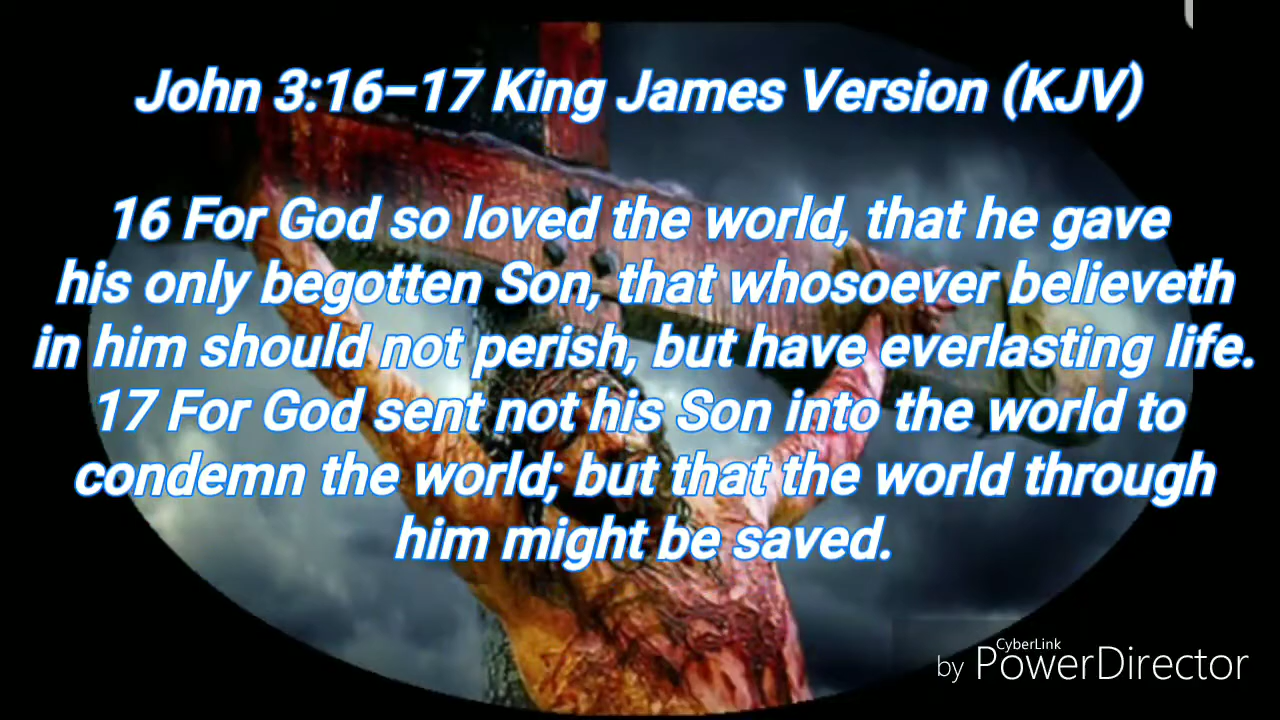 John 3:16–17 King James Version (KJV)
16 For God so loved the world, that he gave
his only begotten Son, that whosoever believeth
in him should not perish, but have everlasting life.
17 For God sent not his Son into the world to
condemn the world; but that the world through
him might be saved.
CyberLink
by PowerDirector